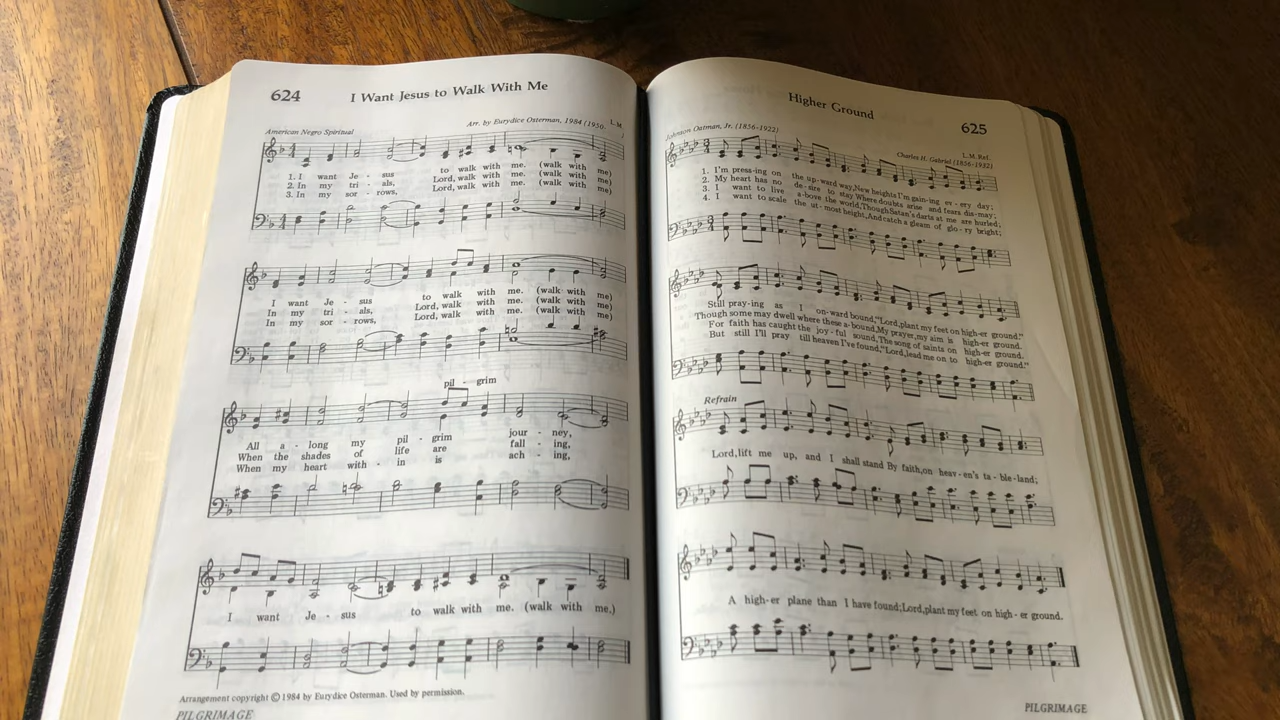 624 I Want Jesus to Walk With Me
American Negro Spiritual
Arr. by Eurydice Osterman, 1984 (1950- )
L.M.
1. I want Je - sus to walk with me. (walk with me)
2. In my tri - als, Lord, walk with me. (walk with me)
3. In my sor - rows, Lord, walk with me. (walk with me)
I want Je - sus to walk with me. (walk with me)
In my tri - als, Lord, walk with me. (walk with me)
In my sor - rows, Lord, walk with me. (walk with me)
pil - grim
All a - long my pil - grim jour - ney,
When the shades of life are fall - ing,
When my heart with - in is ach - ing,
I want Je - sus to walk with me. (walk with me.)
Arrangement copyright © 1984 by Eurydice Osterman. Used by permission.
PILGRIMAGE
Higher Ground 625
Johnson Oatman, Jr. (1856-1922)
L.M.Ref.
Charles H. Gabriel (1856-1932)
1. I'm press-ing on the up-ward way, New heights I'm gain-ing ev - ery day;
2. My heart has no de-sire to stay Where doubts arise and fears dis-may;
3. I want to live a-bove the world, Though Satan's darts at me are hurled;
4. I want to scale the ut-most height, And catch a gleam of glo - ry bright;
Still pray-ing as I on-ward bound, "Lord, plant my feet on high-er ground."
Though some may dwell where these a-bound, My prayer, my aim is high-er ground.
For faith has caught the joy-ful sound, The song of saints on high-er ground.
But still I'll pray till heaven I've found, "Lord, lead me on to high-er ground."
Refrain
Lord, lift me up, and I shall stand By faith, on heav-en's ta-ble-land;
A high-er plane than I have found; Lord, plant my feet on high-er ground.
PILGRIMAGE